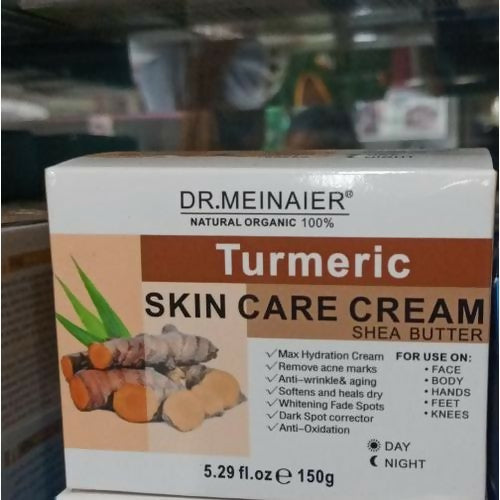 DR.MEINAIER®
NATURAL ORGANIC 100%
Turmeric
SKIN CARE CREAM
SHEA BUTTER
✓Max Hydration Cream
✓Remove acne marks
✓Anti-wrinkle& aging
✓Softens and heals dry
✓Whitening Fade Spots
✓Dark Spot corrector
✓Anti-Oxidation
FOR USE ON:
• FACE
• BODY
• HANDS
• FEET
• KNEES
DAY
NIGHT
5.29 fl.oz ℮ 150g